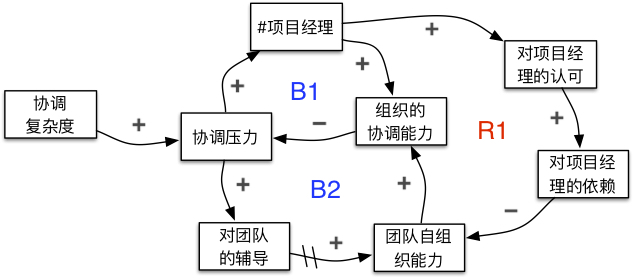 #项目经理
+
对项目经
理的认可
+
+
B1
+
协调
复杂度
+
协调压力
−
组织的
协调能力
R1
+
对项目经
理的依赖
+
B2
+
−
对团队
的辅导
+
团队自组
织能力